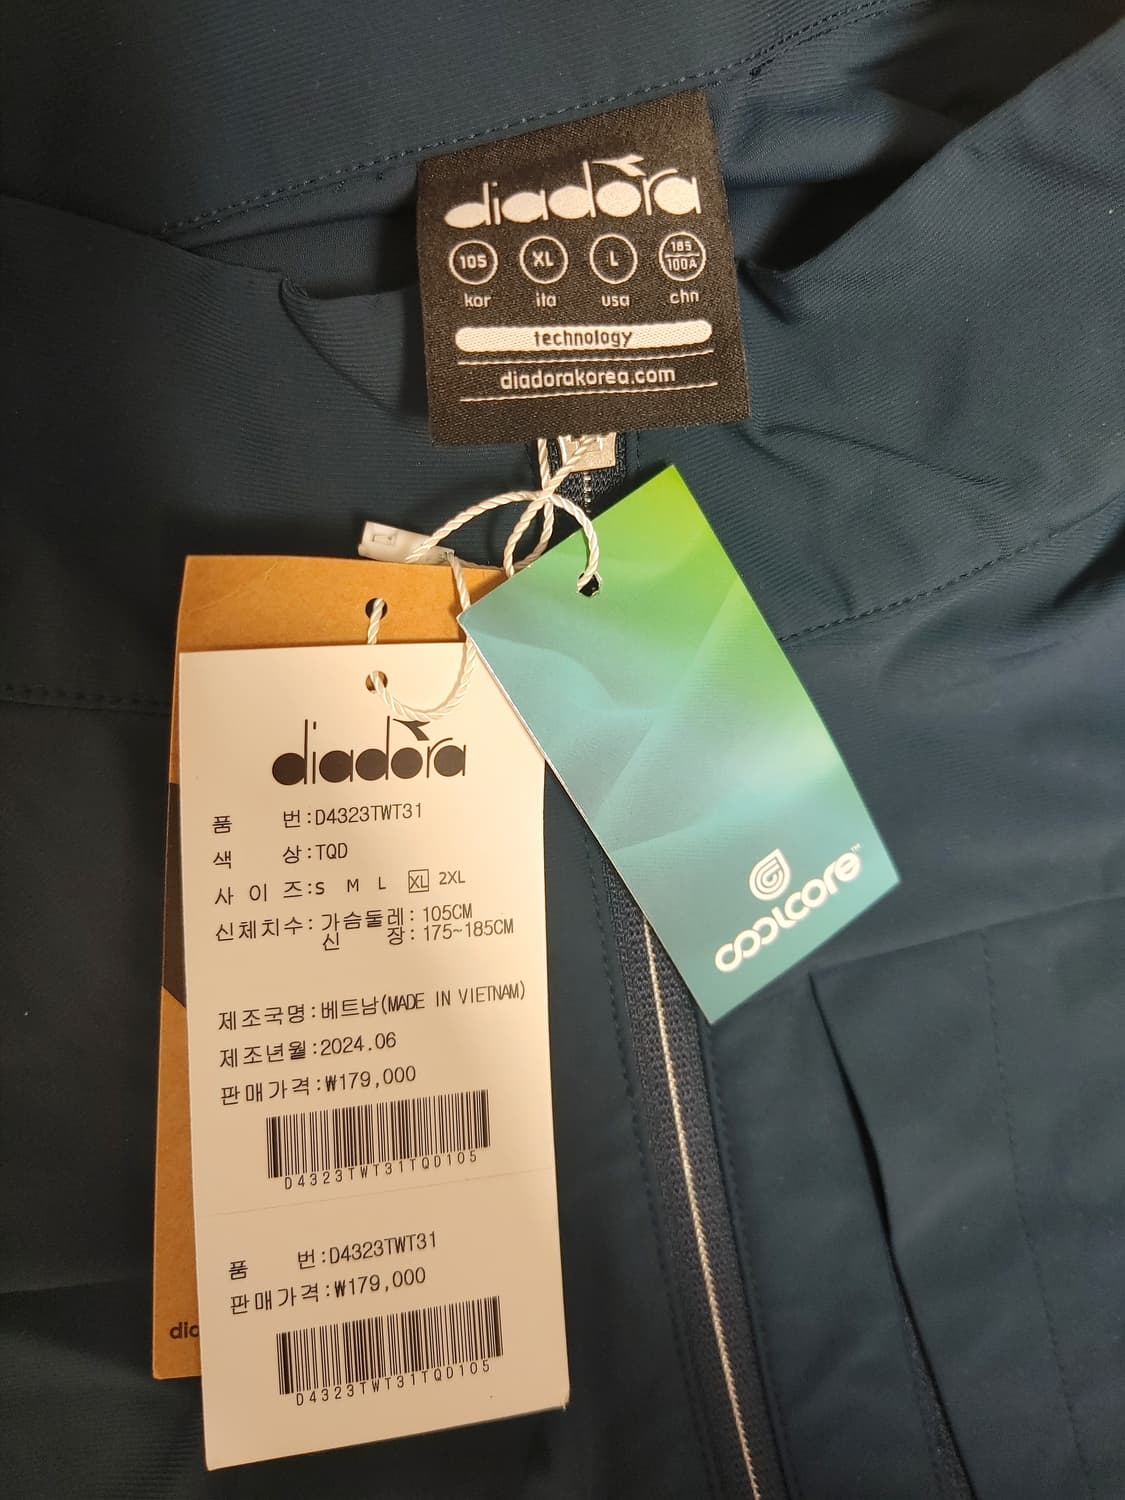 diadora
105 XL L 185/100A
kor ita usa chn
technology
diadorakorea.com
coolcore™
diadora
품 번:D4323TWT31
색 상:TQD
사 이 즈:S M L XL 2XL
신체치수: 가슴둘레: 105CM
신 장: 175~185CM
제조국명:베트남(MADE IN VIETNAM)
제조년월:2024.06
판매가격:₩179,000
D4323TWT31TQD105
품 번:D4323TWT31
판매가격:₩179,000
D4323TWT31TQD105